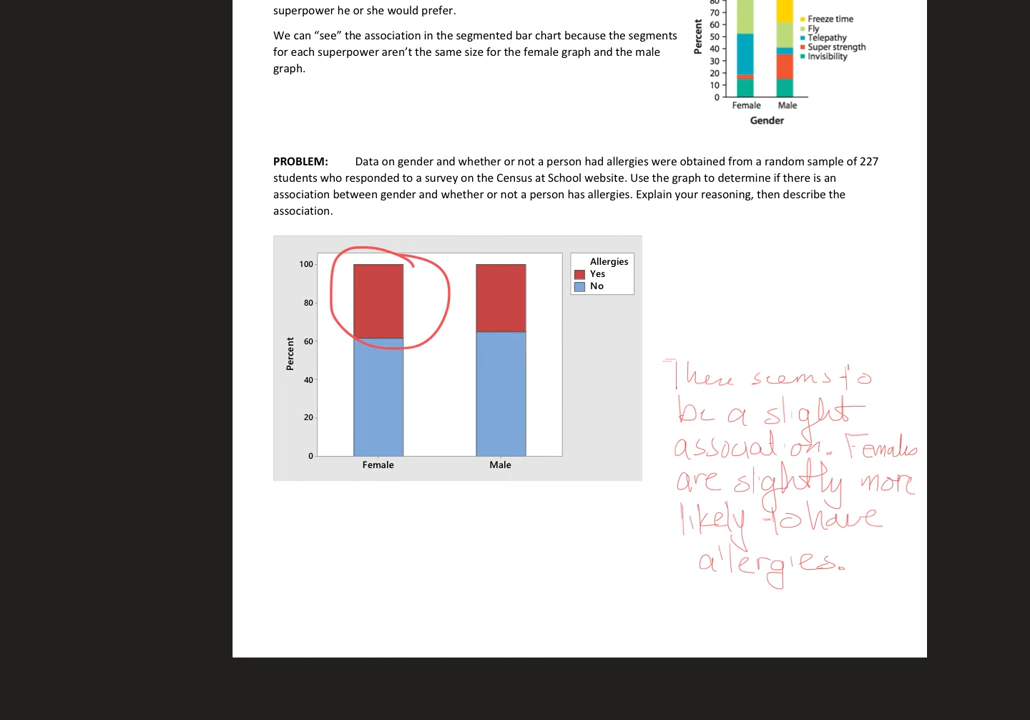 superpower he or she would prefer.
We can “see” the association in the segmented bar chart because the segments
for each superpower aren’t the same size for the female graph and the male
graph.
Percent
80
70
60
50
40
30
20
10
0
Female Male
Gender
Freeze time
Fly
Telepathy
Super strength
Invisibility
PROBLEM: Data on gender and whether or not a person had allergies were obtained from a random sample of 227
students who responded to a survey on the Census at School website. Use the graph to determine if there is an
association between gender and whether or not a person has allergies. Explain your reasoning, then describe the
association.
Percent
100
80
60
40
20
0
Female Male
Allergies
Yes
No
There seems to
be a slight
association. Females
are slightly more
likely to have
allergies.